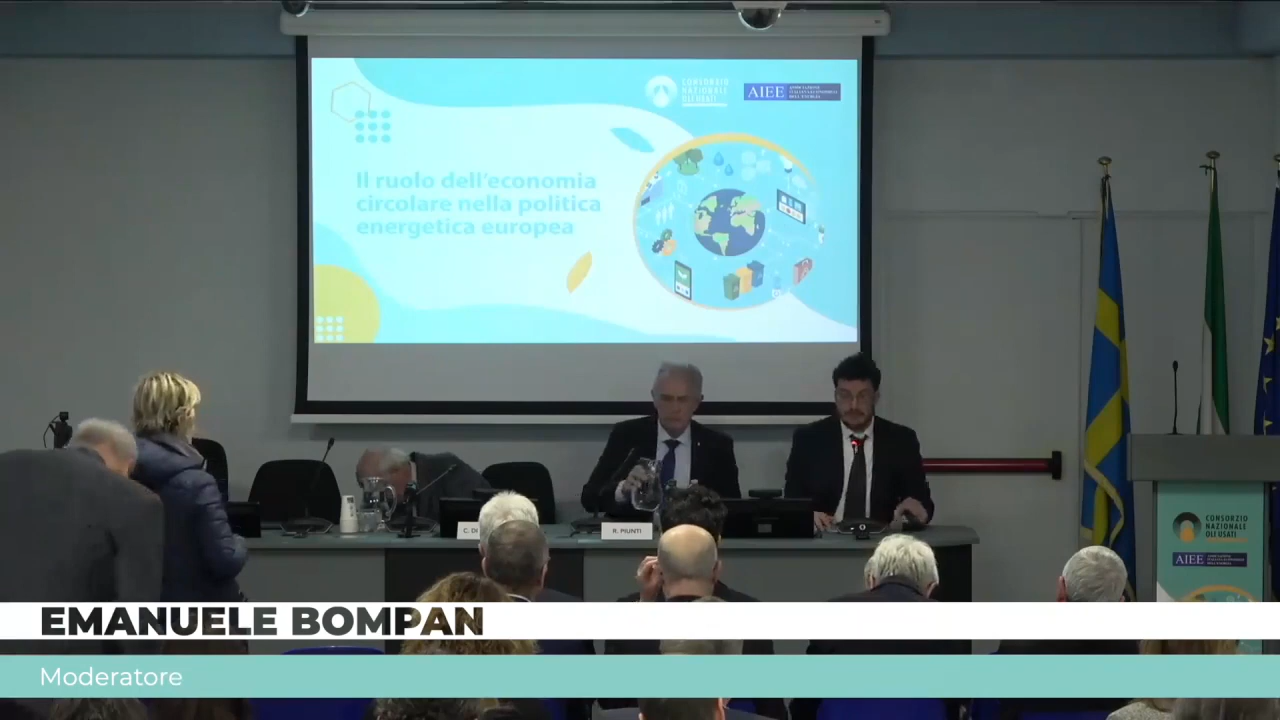 CONSORZIO
NAZIONALE
OLI USATI
AIEE
Il ruolo dell'economia
circolare nella politica
energetica europea
R. PIUNTI
CONSORZIO
NAZIONALE
OLI USATI
AIEE
EMANUELE BOMPAN
Moderatore